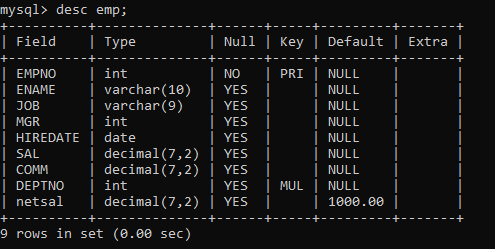 mysql> desc emp;
+----------+--------------+------+-----+---------+-------+
| Field    | Type         | Null | Key | Default | Extra |
+----------+--------------+------+-----+---------+-------+
| EMPNO    | int          | NO   | PRI | NULL    |       |
| ENAME    | varchar(10)  | YES  |     | NULL    |       |
| JOB      | varchar(9)   | YES  |     | NULL    |       |
| MGR      | int          | YES  |     | NULL    |       |
| HIREDATE | date         | YES  |     | NULL    |       |
| SAL      | decimal(7,2) | YES  |     | NULL    |       |
| COMM     | decimal(7,2) | YES  |     | NULL    |       |
| DEPTNO   | int          | YES  | MUL | NULL    |       |
| netsal   | decimal(7,2) | YES  |     | 1000.00 |       |
+----------+--------------+------+-----+---------+-------+
9 rows in set (0.00 sec)